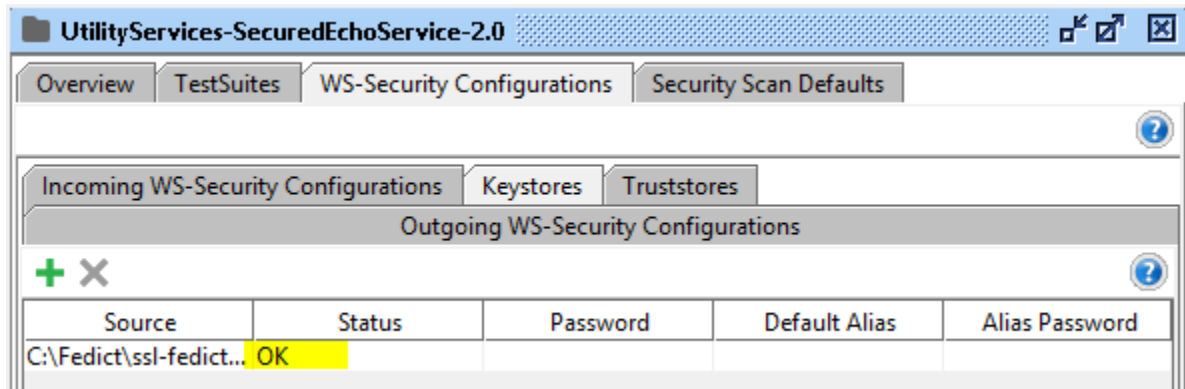 UtilityServices-SecuredEchoService-2.0
Overview TestSuites WS-Security Configurations Security Scan Defaults
?
Incoming WS-Security Configurations Keystores Truststores
Outgoing WS-Security Configurations
?
Source Status Password Default Alias Alias Password
C:\Fedict\ssl-fedict... OK